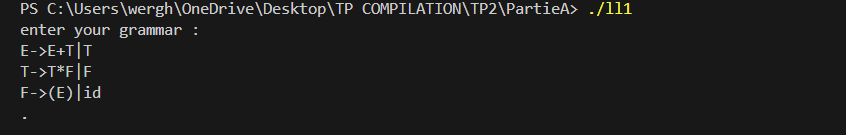 PS C:\Users\wergh\OneDrive\Desktop\TP COMPILATION\TP2\PartieA> ./ll1
enter your grammar :
E->E+T|T
T->T*F|F
F->(E)|id
.